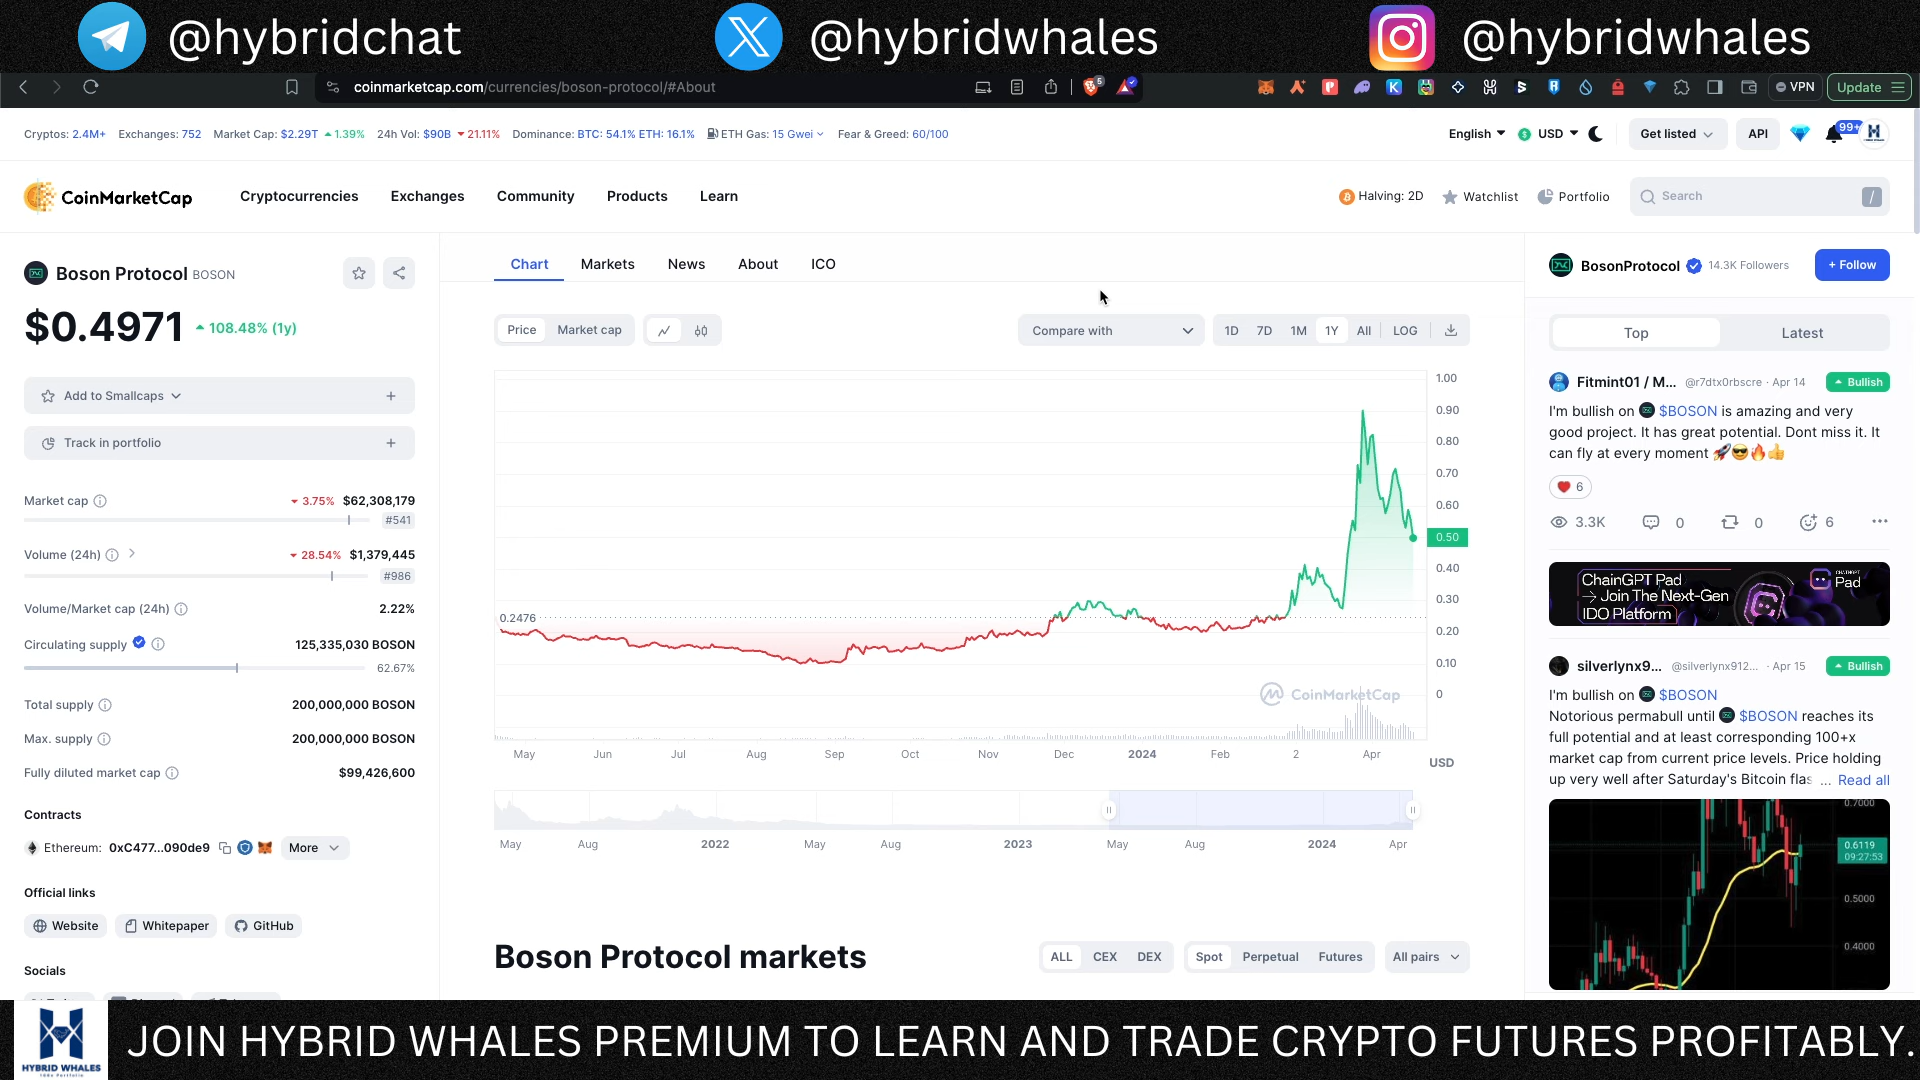 @hybridchat
@hybridwhales
@hybridwhales
coinmarketcap.com/currencies/boson-protocol/#About
5
VPN
Update
Cryptos: 2.4M+ Exchanges: 752 Market Cap: $2.29T 1.39% 24h Vol: $90B 21.11% Dominance: BTC: 54.1% ETH: 16.1% ETH Gas: 15 Gwei Fear & Greed: 60/100
English USD Get listed API 99+
CoinMarketCap
Cryptocurrencies Exchanges Community Products Learn
Halving: 2D Watchlist Portfolio Search /
Boson Protocol BOSON
$0.4971 108.48% (1y)
Add to Smallcaps +
Track in portfolio +
Market cap 3.75% $62,308,179
#541
Volume (24h) 28.54% $1,379,445
#986
Volume/Market cap (24h) 2.22%
Circulating supply 125,335,030 BOSON
62.67%
Total supply 200,000,000 BOSON
Max. supply 200,000,000 BOSON
Fully diluted market cap $99,426,600
Contracts
Ethereum: 0xC477...090de9 More
Official links
Website Whitepaper GitHub
Socials
Chart Markets News About ICO
Price Market cap
Compare with 1D 7D 1M 1Y All LOG
1.00
0.90
0.80
0.70
0.60
0.50
0.40
0.30
0.2476
0.20
0.10
0
CoinMarketCap
May Jun Jul Aug Sep Oct Nov Dec 2024 Feb 2 Apr
USD
May Aug 2022 May Aug 2023 May Aug 2024 Apr
Boson Protocol markets
ALL CEX DEX Spot Perpetual Futures All pairs
BosonProtocol 14.3K Followers + Follow
Top Latest
Fitmint01 / M... @r7dtx0rbscre · Apr 14 Bullish
I'm bullish on $BOSON is amazing and very
good project. It has great potential. Dont miss it. It
can fly at every moment 🚀😎🔥👍
❤️ 6
3.3K 0 0 6
ChainGPT Pad
→ Join The Next-Gen
IDO Platform
CHAINGPT
Pad
silverlynx9... @silverlynx912... · Apr 15 Bullish
I'm bullish on $BOSON
Notorious permabull until $BOSON reaches its
full potential and at least corresponding 100+x
market cap from current price levels. Price holding
up very well after Saturday's Bitcoin flas ... Read all
0.7000
0.6119
09:27:53
0.5000
0.4000
HYBRID WHALES
JOIN HYBRID WHALES PREMIUM TO LEARN AND TRADE CRYPTO FUTURES PROFITABLY.